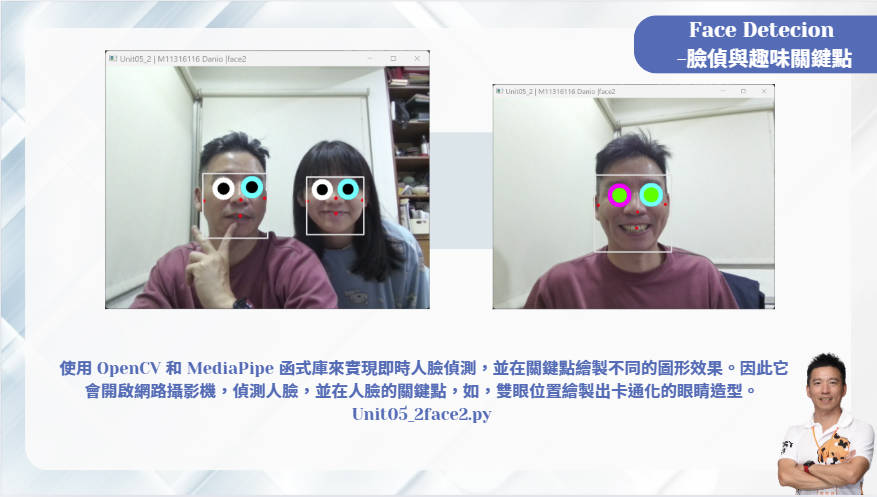 Face Detecion
-臉偵與趣味關鍵點
Unit05_2 | M11316116 Danio |face2
Unit05_2 | M11316116 Danio |face2
使用 OpenCV 和 MediaPipe 函式庫來實現即時人臉偵測，並在關鍵點繪製不同的圖形效果。因此它
會開啟網路攝影機，偵測人臉，並在人臉的關鍵點，如，雙眼位置繪製出卡通化的眼睛造型。
Unit05_2face2.py